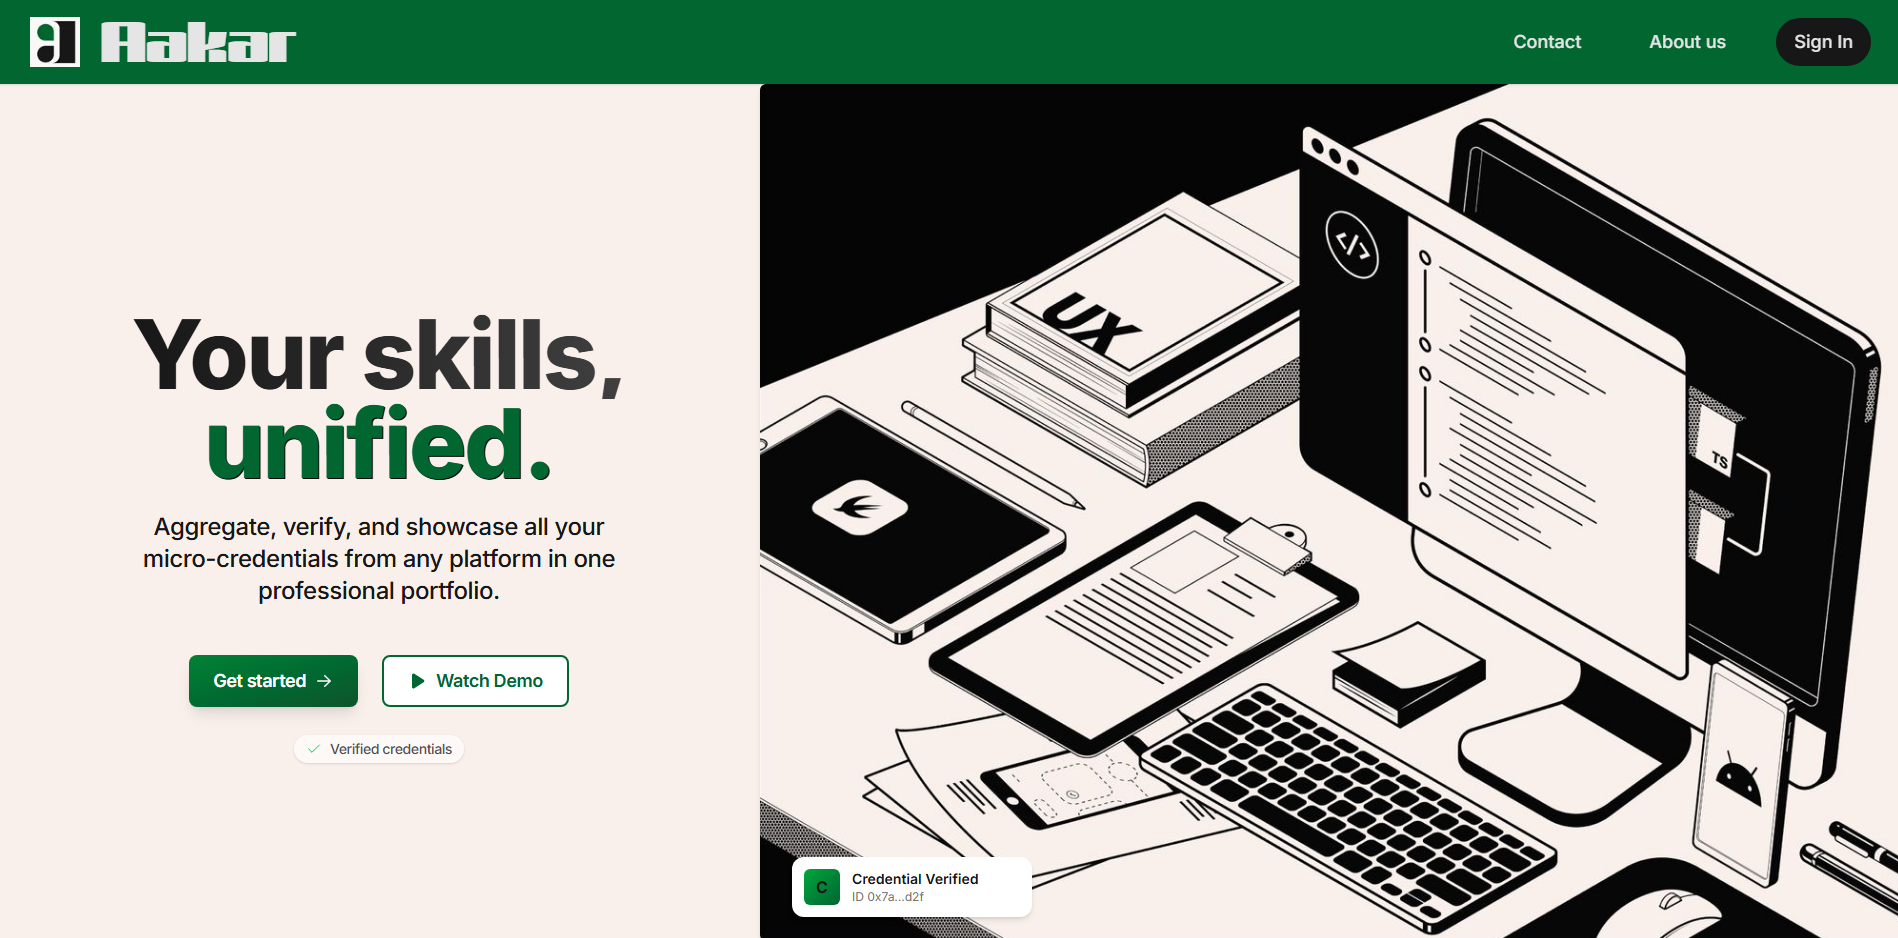 Aakar
Contact
About us
Sign In
Your skills,
unified.
Aggregate, verify, and showcase all your
micro-credentials from any platform in one
professional portfolio.
Get started →
Watch Demo
Verified credentials
UX
</>
TS
C
Credential Verified
ID 0x7a...d2f